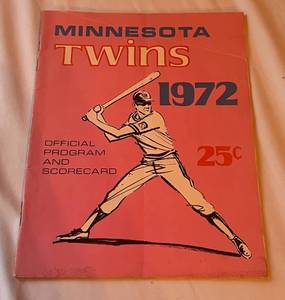 MINNESOTA
TWINS
1972
OFFICIAL
PROGRAM
AND
SCORECARD
25¢